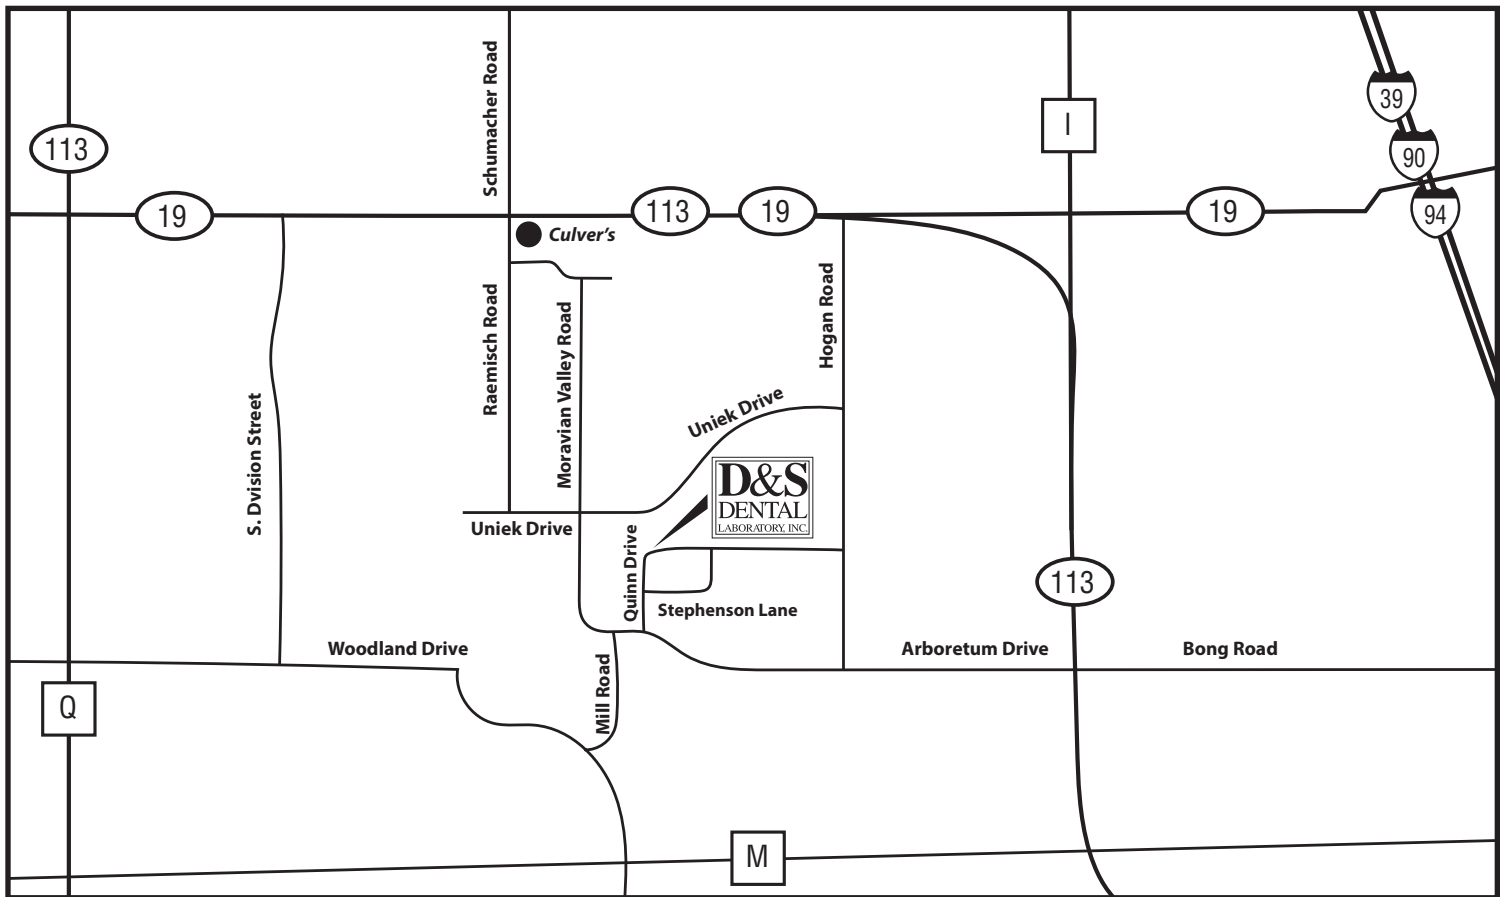 Schumacher Road
39
I
113
90
113
19
19
19
94
Culver's
Hogan Road
Raemisch Road
Moravian Valley Road
Uniek Drive
S. Dvision Street
D&S
DENTAL
LABORATORY, INC.
Uniek Drive
Quinn Drive
113
Stephenson Lane
Woodland Drive
Arboretum Drive
Bong Road
Mill Road
Q
M